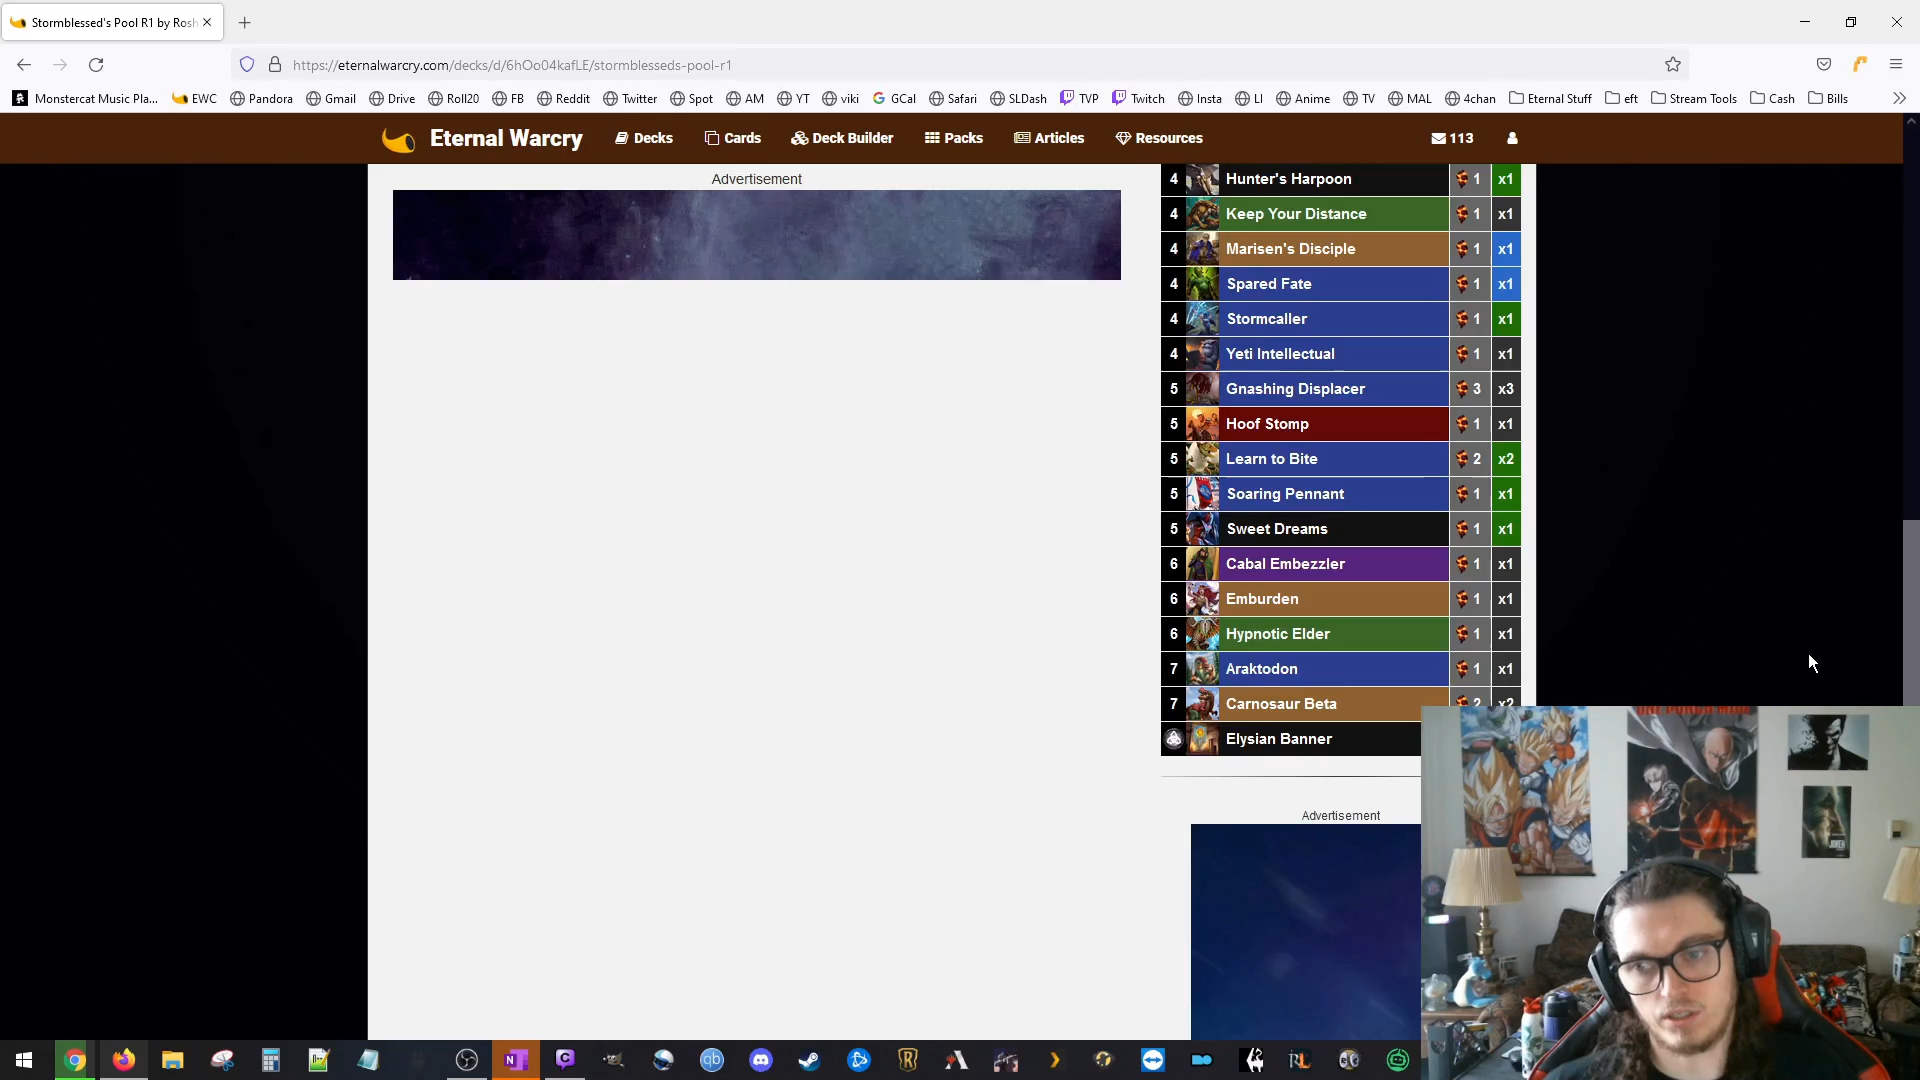 Stormblessed's Pool R1 by Rosh
https://eternalwarcry.com/decks/d/6hOo04kafLE/stormblesseds-pool-r1
Monstercat Music Pla... EWC Pandora Gmail Drive Roll20 FB Reddit Twitter Spot AM YT viki GCal Safari SLDash TVP Twitch Insta LI Anime TV MAL 4chan Eternal Stuff eft Stream Tools Cash Bills
Eternal Warcry Decks Cards Deck Builder Packs Articles Resources 113
Advertisement
4 Hunter's Harpoon 1 x1
4 Keep Your Distance 1 x1
4 Marisen's Disciple 1 x1
4 Spared Fate 1 x1
4 Stormcaller 1 x1
4 Yeti Intellectual 1 x1
5 Gnashing Displacer 3 x3
5 Hoof Stomp 1 x1
5 Learn to Bite 2 x2
5 Soaring Pennant 1 x1
5 Sweet Dreams 1 x1
6 Cabal Embezzler 1 x1
6 Emburden 1 x1
6 Hypnotic Elder 1 x1
7 Araktodon 1 x1
7 Carnosaur Beta 2 x2
Elysian Banner
Advertisement
JOKER